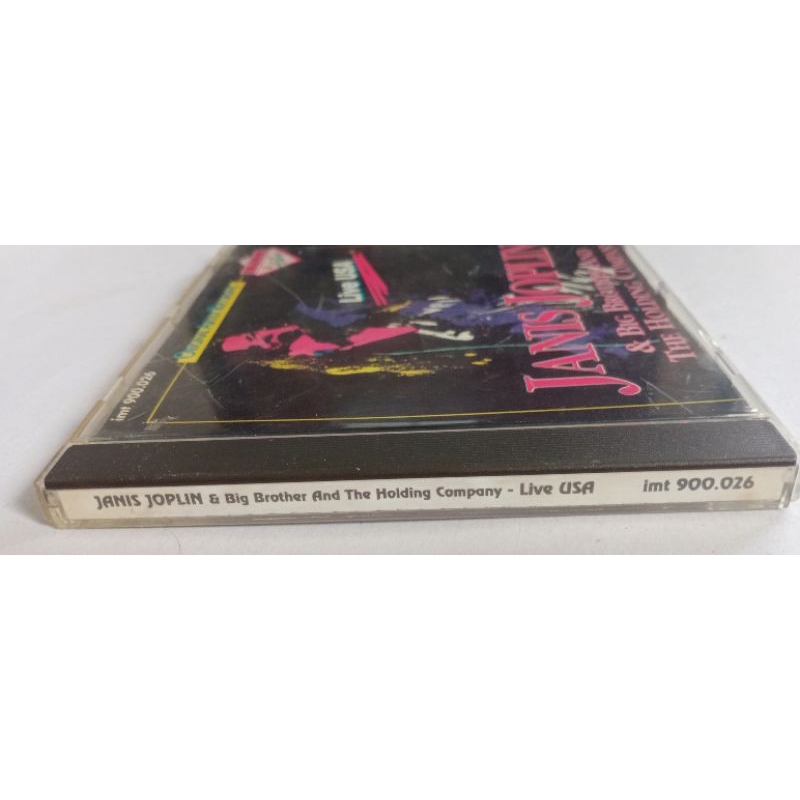 Live USA
imt 900.026
JANIS JOPLIN
& BIG BROTHER AND
THE HOLDING COMPANY
JANIS JOPLIN & Big Brother And The Holding Company - Live USA imt 900.026